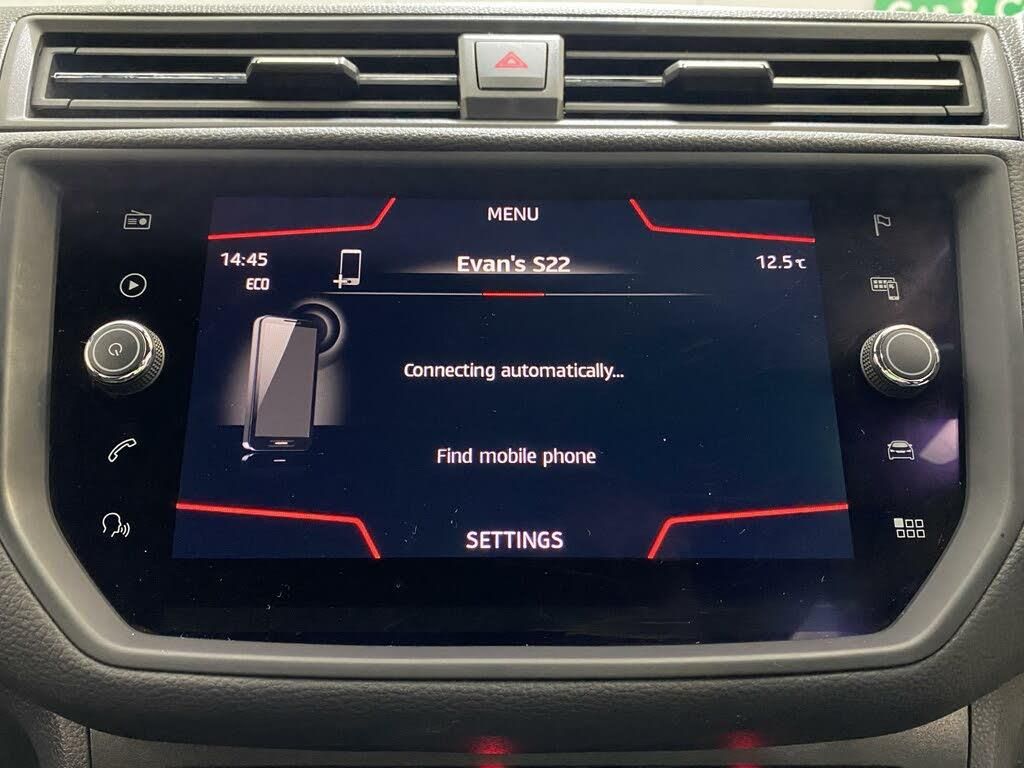 MENU
14:45
Evan's S22
12.5℃
ECO
Connecting automatically...
Find mobile phone
SETTINGS